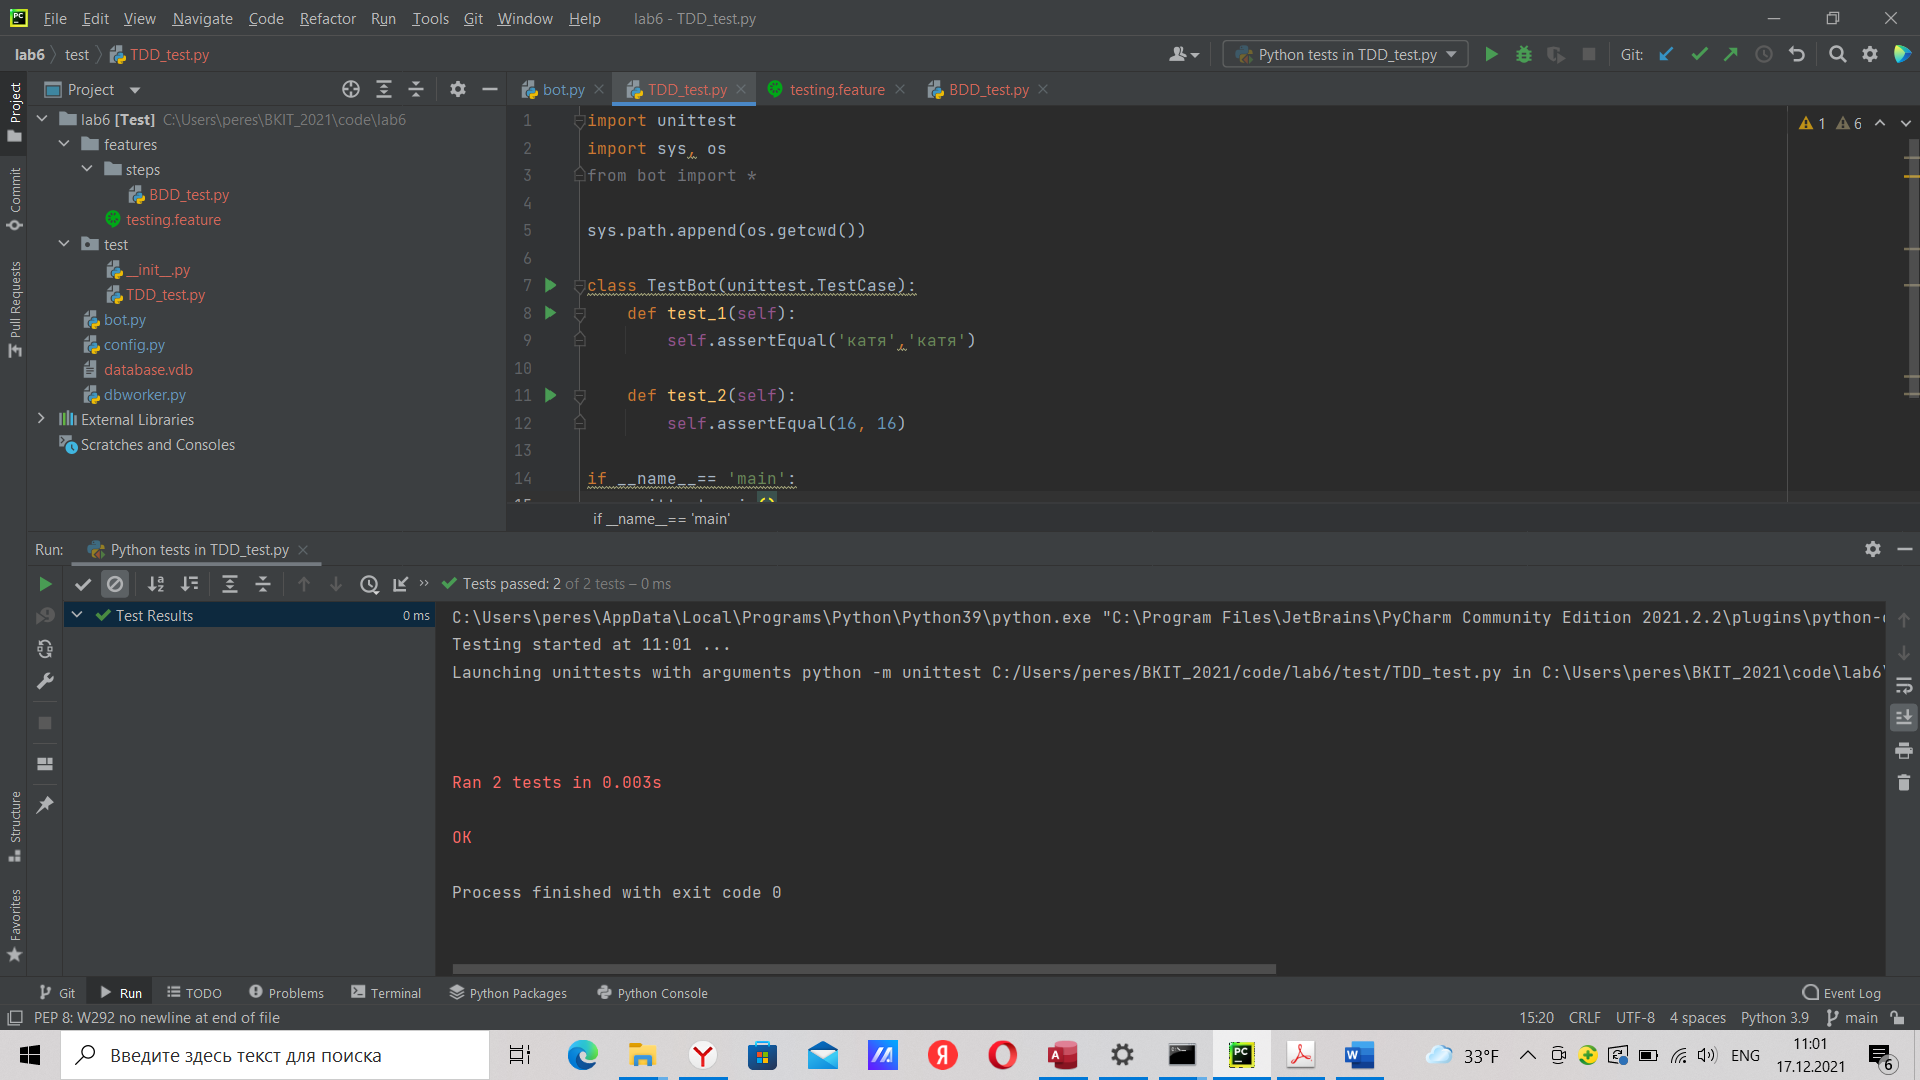 File Edit View Navigate Code Refactor Run Tools Git Window Help lab6 - TDD_test.py
lab6 test TDD_test.py
Python tests in TDD_test.py Git:
Project
bot.py TDD_test.py testing.feature BDD_test.py
Project
Commit
Pull Requests
Structure
Favorites
lab6 [Test] C:\Users\peres\BKIT_2021\code\lab6
features
steps
BDD_test.py
testing.feature
test
__init__.py
TDD_test.py
bot.py
config.py
database.vdb
dbworker.py
External Libraries
Scratches and Consoles
1 import unittest
2 import sys, os
3 from bot import *
4
5 sys.path.append(os.getcwd())
6
7 class TestBot(unittest.TestCase):
8 def test_1(self):
9 self.assertEqual('катя','катя')
10
11 def test_2(self):
12 self.assertEqual(16, 16)
13
14 if __name__== 'main':
1 6
if __name__== 'main'
Run: Python tests in TDD_test.py
Tests passed: 2 of 2 tests – 0 ms
Test Results 0 ms
C:\Users\peres\AppData\Local\Programs\Python\Python39\python.exe "C:\Program Files\JetBrains\PyCharm Community Edition 2021.2.2\plugins\python-
Testing started at 11:01 ...
Launching unittests with arguments python -m unittest C:/Users/peres/BKIT_2021/code/lab6/test/TDD_test.py in C:\Users\peres\BKIT_2021\code\lab6
Ran 2 tests in 0.003s
OK
Process finished with exit code 0
Git Run TODO Problems Terminal Python Packages Python Console Event Log
PEP 8: W292 no newline at end of file 15:20 CRLF UTF-8 4 spaces Python 3.9 main
Введите здесь текст для поиска
33°F ENG
11:01
17.12.2021
6